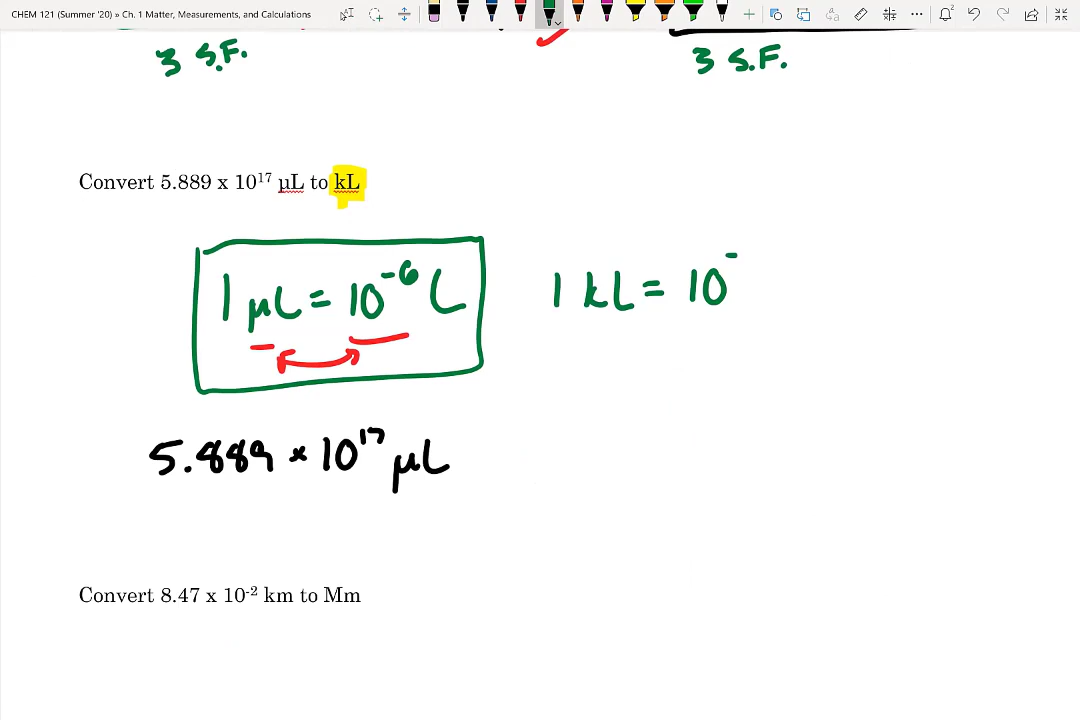 CHEM 121 (Summer '20) » Ch. 1 Matter, Measurements, and Calculations
3 S.F. 3 S.F.
Convert 5.889 x 10¹⁷ µL to kL
1 µL = 10⁻⁶ L 1 kL = 10⁻
5.889 × 10¹⁷ µL
Convert 8.47 x 10⁻² km to Mm